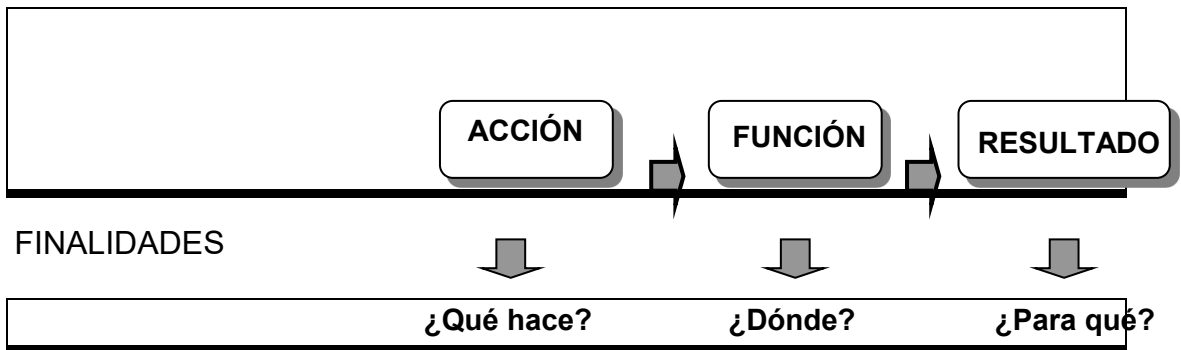 ACCIÓN FUNCIÓN RESULTADO
FINALIDADES
¿Qué hace? ¿Dónde? ¿Para qué?